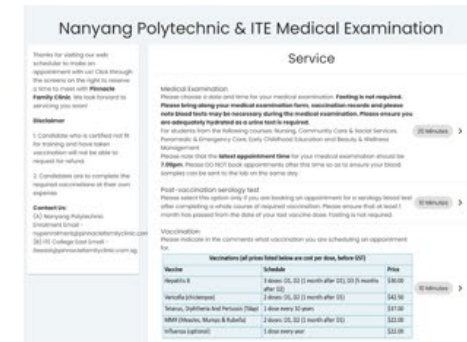 Nanyang Polytechnic & ITE Medical Examination
Thanks for visiting our web
scheduler to make an
appointment with us! Click through
the screens on the right to reserve
a time to meet with Pinnacle
Family Clinic. We look forward to
servicing you soon!
Disclaimer
1. Candidate who is certified not fit
for training and have taken
vaccination will not be able to
request for refund.
2. Candidates are to complete the
required vaccinations at their own
expense.
Contact Us:
(A) Nanyang Polytechnic
Enrolment Email -
(B) ITE College East Email -
Service
Medical Examination
Please choose a date and time for your medical examination. Fasting is not required.
Please bring along your medical examination form, vaccination records and please
note blood tests may be necessary during the medical examination. Please ensure you
are adequately hydrated as a urine test is required.
For students from the following courses: Nursing, Community Care & Social Services,
Paramedic & Emergency Care, Early Childhood Education and Beauty & Wellness
Management
Please note that the latest appointment time for your medical examination should be
7.00pm. Please DO NOT book appointments after this time so as to ensure your blood
samples can be sent to the lab on the same day.
Post-vaccination serology test
Please select this option only if you are booking an appointment for a serology blood test
after completing a whole course of required vaccination. Please ensure that at least 1
month has passed from the date of your last vaccine dose. Fasting is not required.
10 Minutes
Vaccination
Please indicate in the comments what vaccination you are scheduling an appointment
for.
Vaccinations (all prices listed below are cost per dose, before GST)
Vaccine Schedule Price
Hepatitis B 3 doses: D1, D2 (1 month after D1), D3 (5 months
after D2) $30.00
10 Minutes
Varicella (chickenpox) 2 doses: D1, D2 (1 month after D1)
Tetanus, Diphtheria And Pertussis (Tdap) 1 dose every 10 years
MMR (Measles, Mumps & Rubella) 2 doses: D1, D2 (1 month after D1) $22.00
Influenza (optional) 1 dose every year